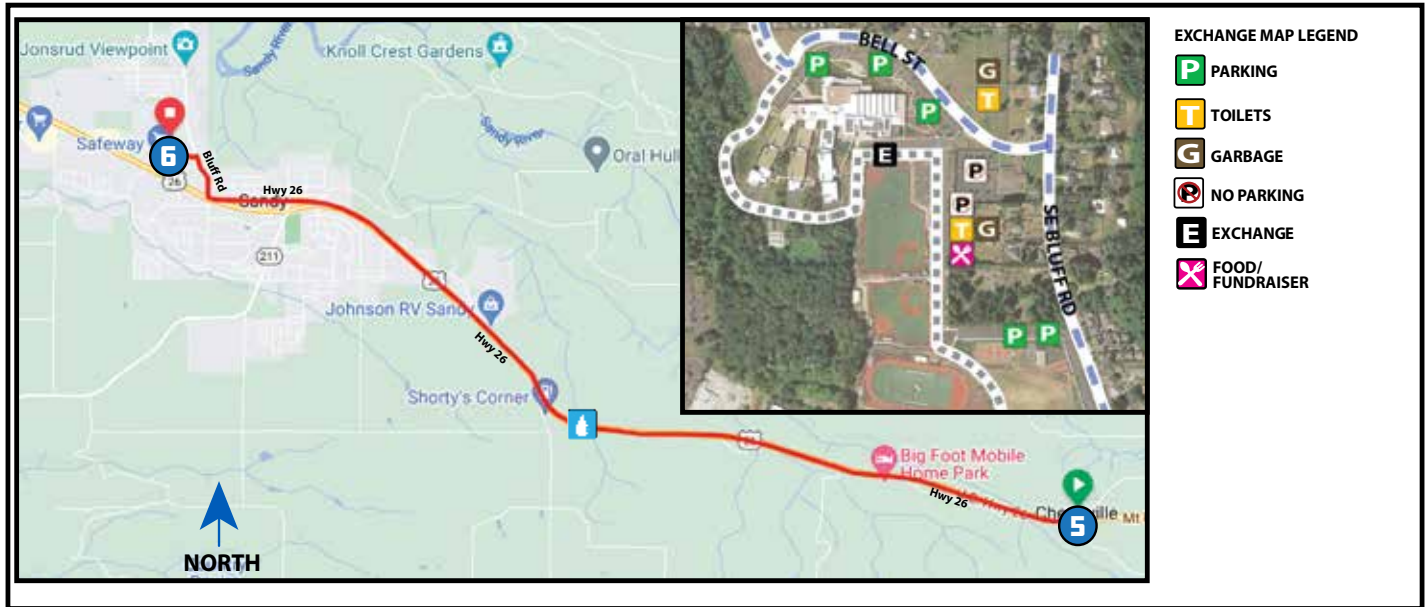 Jonsrud Viewpoint
Sandy River
Knoll Crest Gardens
Sandy River
Safeway
6
Bluff Rd
26
Hwy 26
Sandy
Oral Hull
211
Johnson RV Sandy
Hwy 26
Shorty's Corner
Big Foot Mobile
Home Park
Hwy 26
5
NORTH
BELL ST
P
P
P
G
T
E
P
P
T
G
SE BLUFF RD
P
P
EXCHANGE MAP LEGEND
P PARKING
T TOILETS
G GARBAGE
P NO PARKING
E EXCHANGE
FOOD/
FUNDRAISER